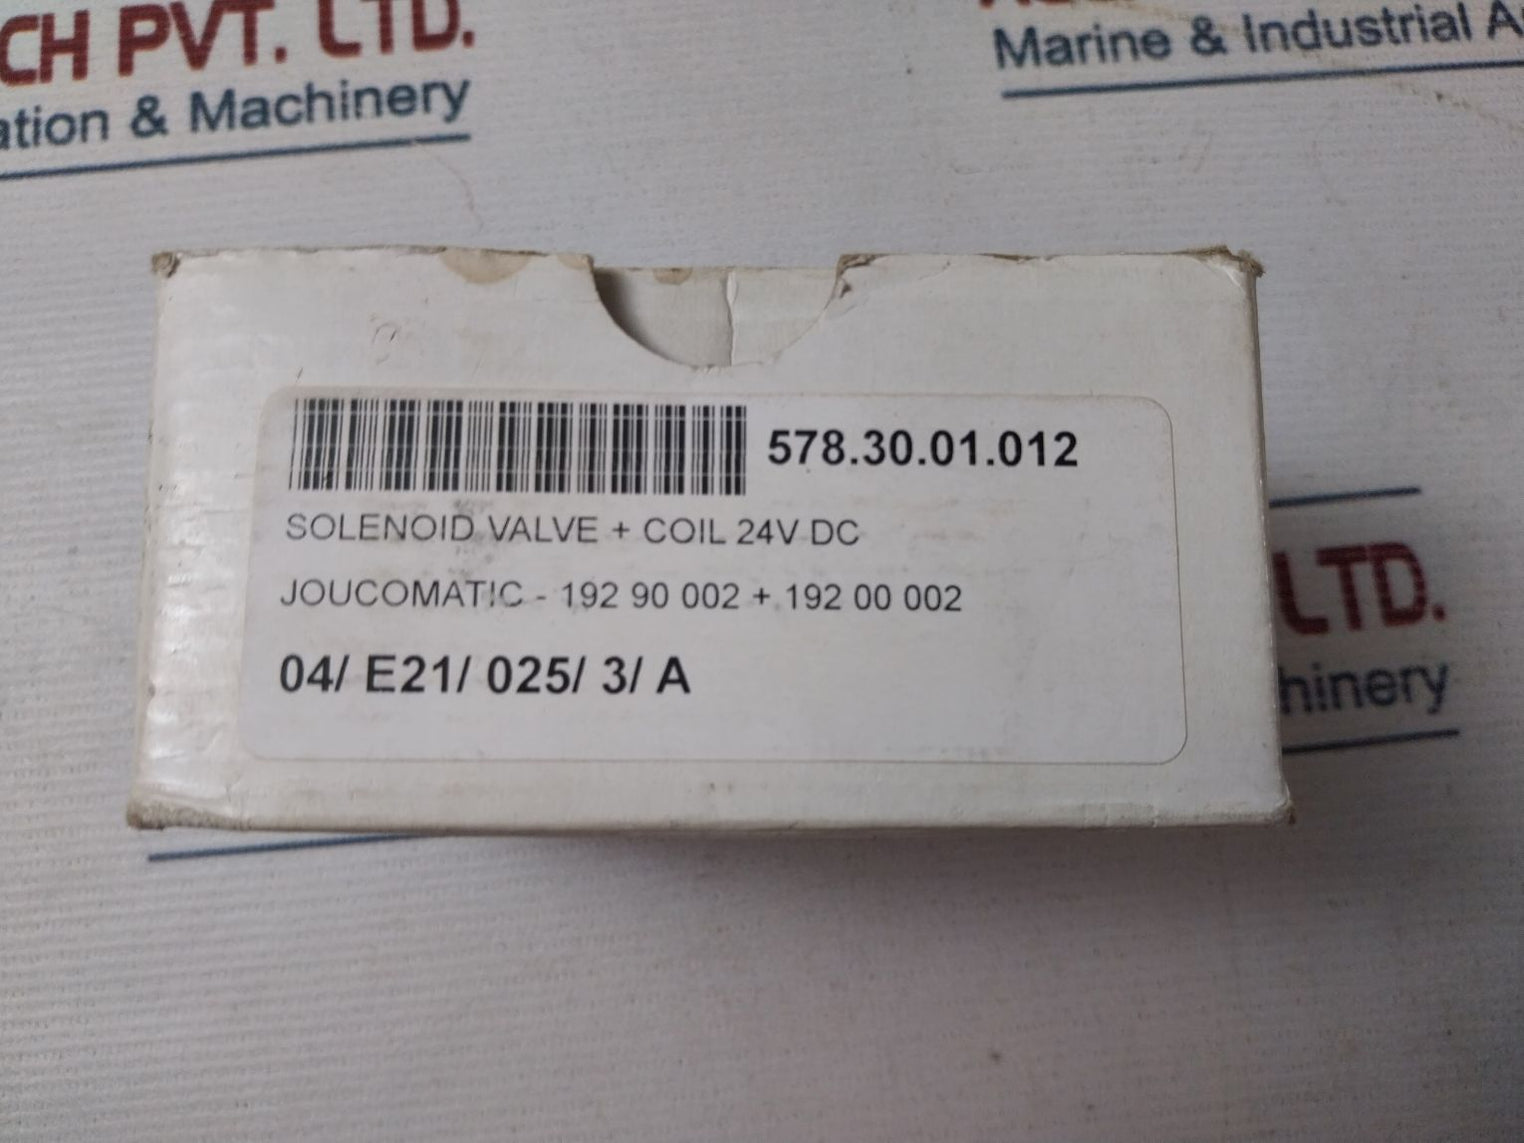 CH PVT. LTD.
ation & Machinery
Marine & Industrial A
578.30.01.012
SOLENOID VALVE + COIL 24V DC
JOUCOMATIC - 192 90 002 + 192 00 002
04/ E21/ 025/ 3/ A
LTD.
hinery